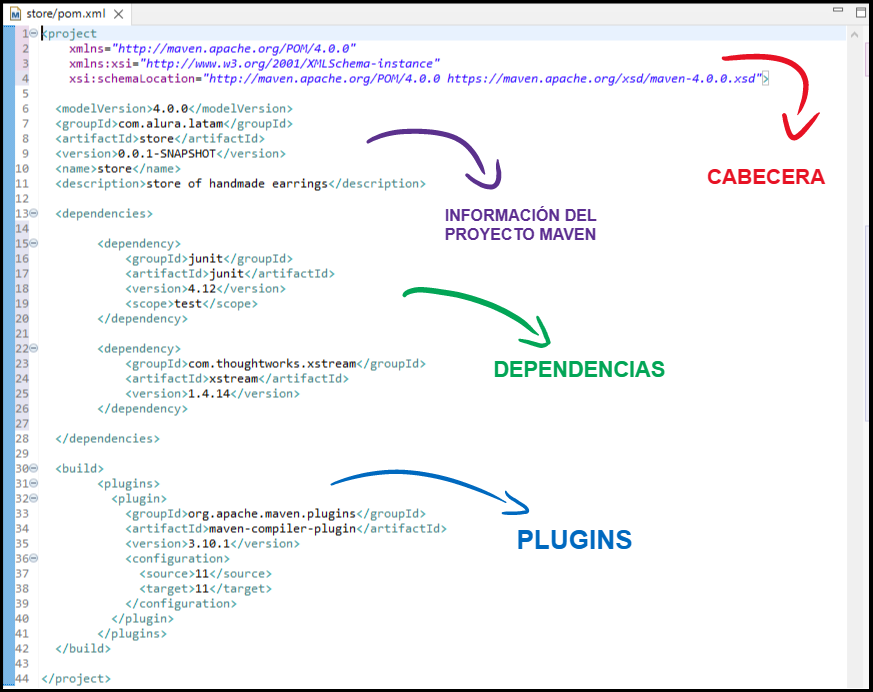 store/pom.xml
1 <project
2 xmlns="http://maven.apache.org/POM/4.0.0"
3 xmlns:xsi="http://www.w3.org/2001/XMLSchema-instance"
4 xsi:schemaLocation="http://maven.apache.org/POM/4.0.0 https://maven.apache.org/xsd/maven-4.0.0.xsd">
5
6 <modelVersion>4.0.0</modelVersion>
7 <groupId>com.alura.latam</groupId>
8 <artifactId>store</artifactId>
9 <version>0.0.1-SNAPSHOT</version>
10 <name>store</name>
11 <description>store of handmade earrings</description>
12
13 <dependencies>
14
15 <dependency>
16 <groupId>junit</groupId>
17 <artifactId>junit</artifactId>
18 <version>4.12</version>
19 <scope>test</scope>
20 </dependency>
21
22 <dependency>
23 <groupId>com.thoughtworks.xstream</groupId>
24 <artifactId>xstream</artifactId>
25 <version>1.4.14</version>
26 </dependency>
27
28 </dependencies>
29
30 <build>
31 <plugins>
32 <plugin>
33 <groupId>org.apache.maven.plugins</groupId>
34 <artifactId>maven-compiler-plugin</artifactId>
35 <version>3.10.1</version>
36 <configuration>
37 <source>11</source>
38 <target>11</target>
39 </configuration>
40 </plugin>
41 </plugins>
42 </build>
43
44 </project>
CABECERA
INFORMACIÓN DEL
PROYECTO MAVEN
DEPENDENCIAS
PLUGINS